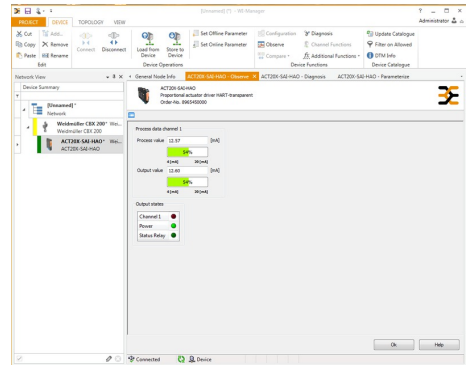 [Unnamed] (*) - WI-Manager
PROJECT DEVICE TOPOLOGY VIEW Administrator
Cut Add... Set Offline Parameter Configuration Diagnosis Update Catalogue
Copy Remove Set Online Parameter Observe Channel Functions Filter on Allowed
Paste Rename Connect Disconnect Load from Device Store to Device Compare Additional Functions DTM Info
Edit Device Operations Device Functions Device Catalogue
Network View General Node Info ACT20X-SAI-HAO - Observe ACT20X-SAI-HAO - Diagnosis ACT20X-SAI-HAO - Parameterize
Device Summary
ACT20X-SAI-HAO
Proportional actuator driver HART-transparent
Order-No. 8965450000
[Unnamed]*
Network
Weidmüller CBX 200* Wei...
Weidmüller CBX 200
ACT20X-SAI-HAO* Wei...
ACT20X-SAI-HAO
Process data channel 1
Process value 12.57 [mA]
54%
4 [mA] 20 [mA]
Output value 12.60 [mA]
54%
4 [mA] 20 [mA]
Output states
Channel 1
Power
Status Relay
Ok Help
Connected Device